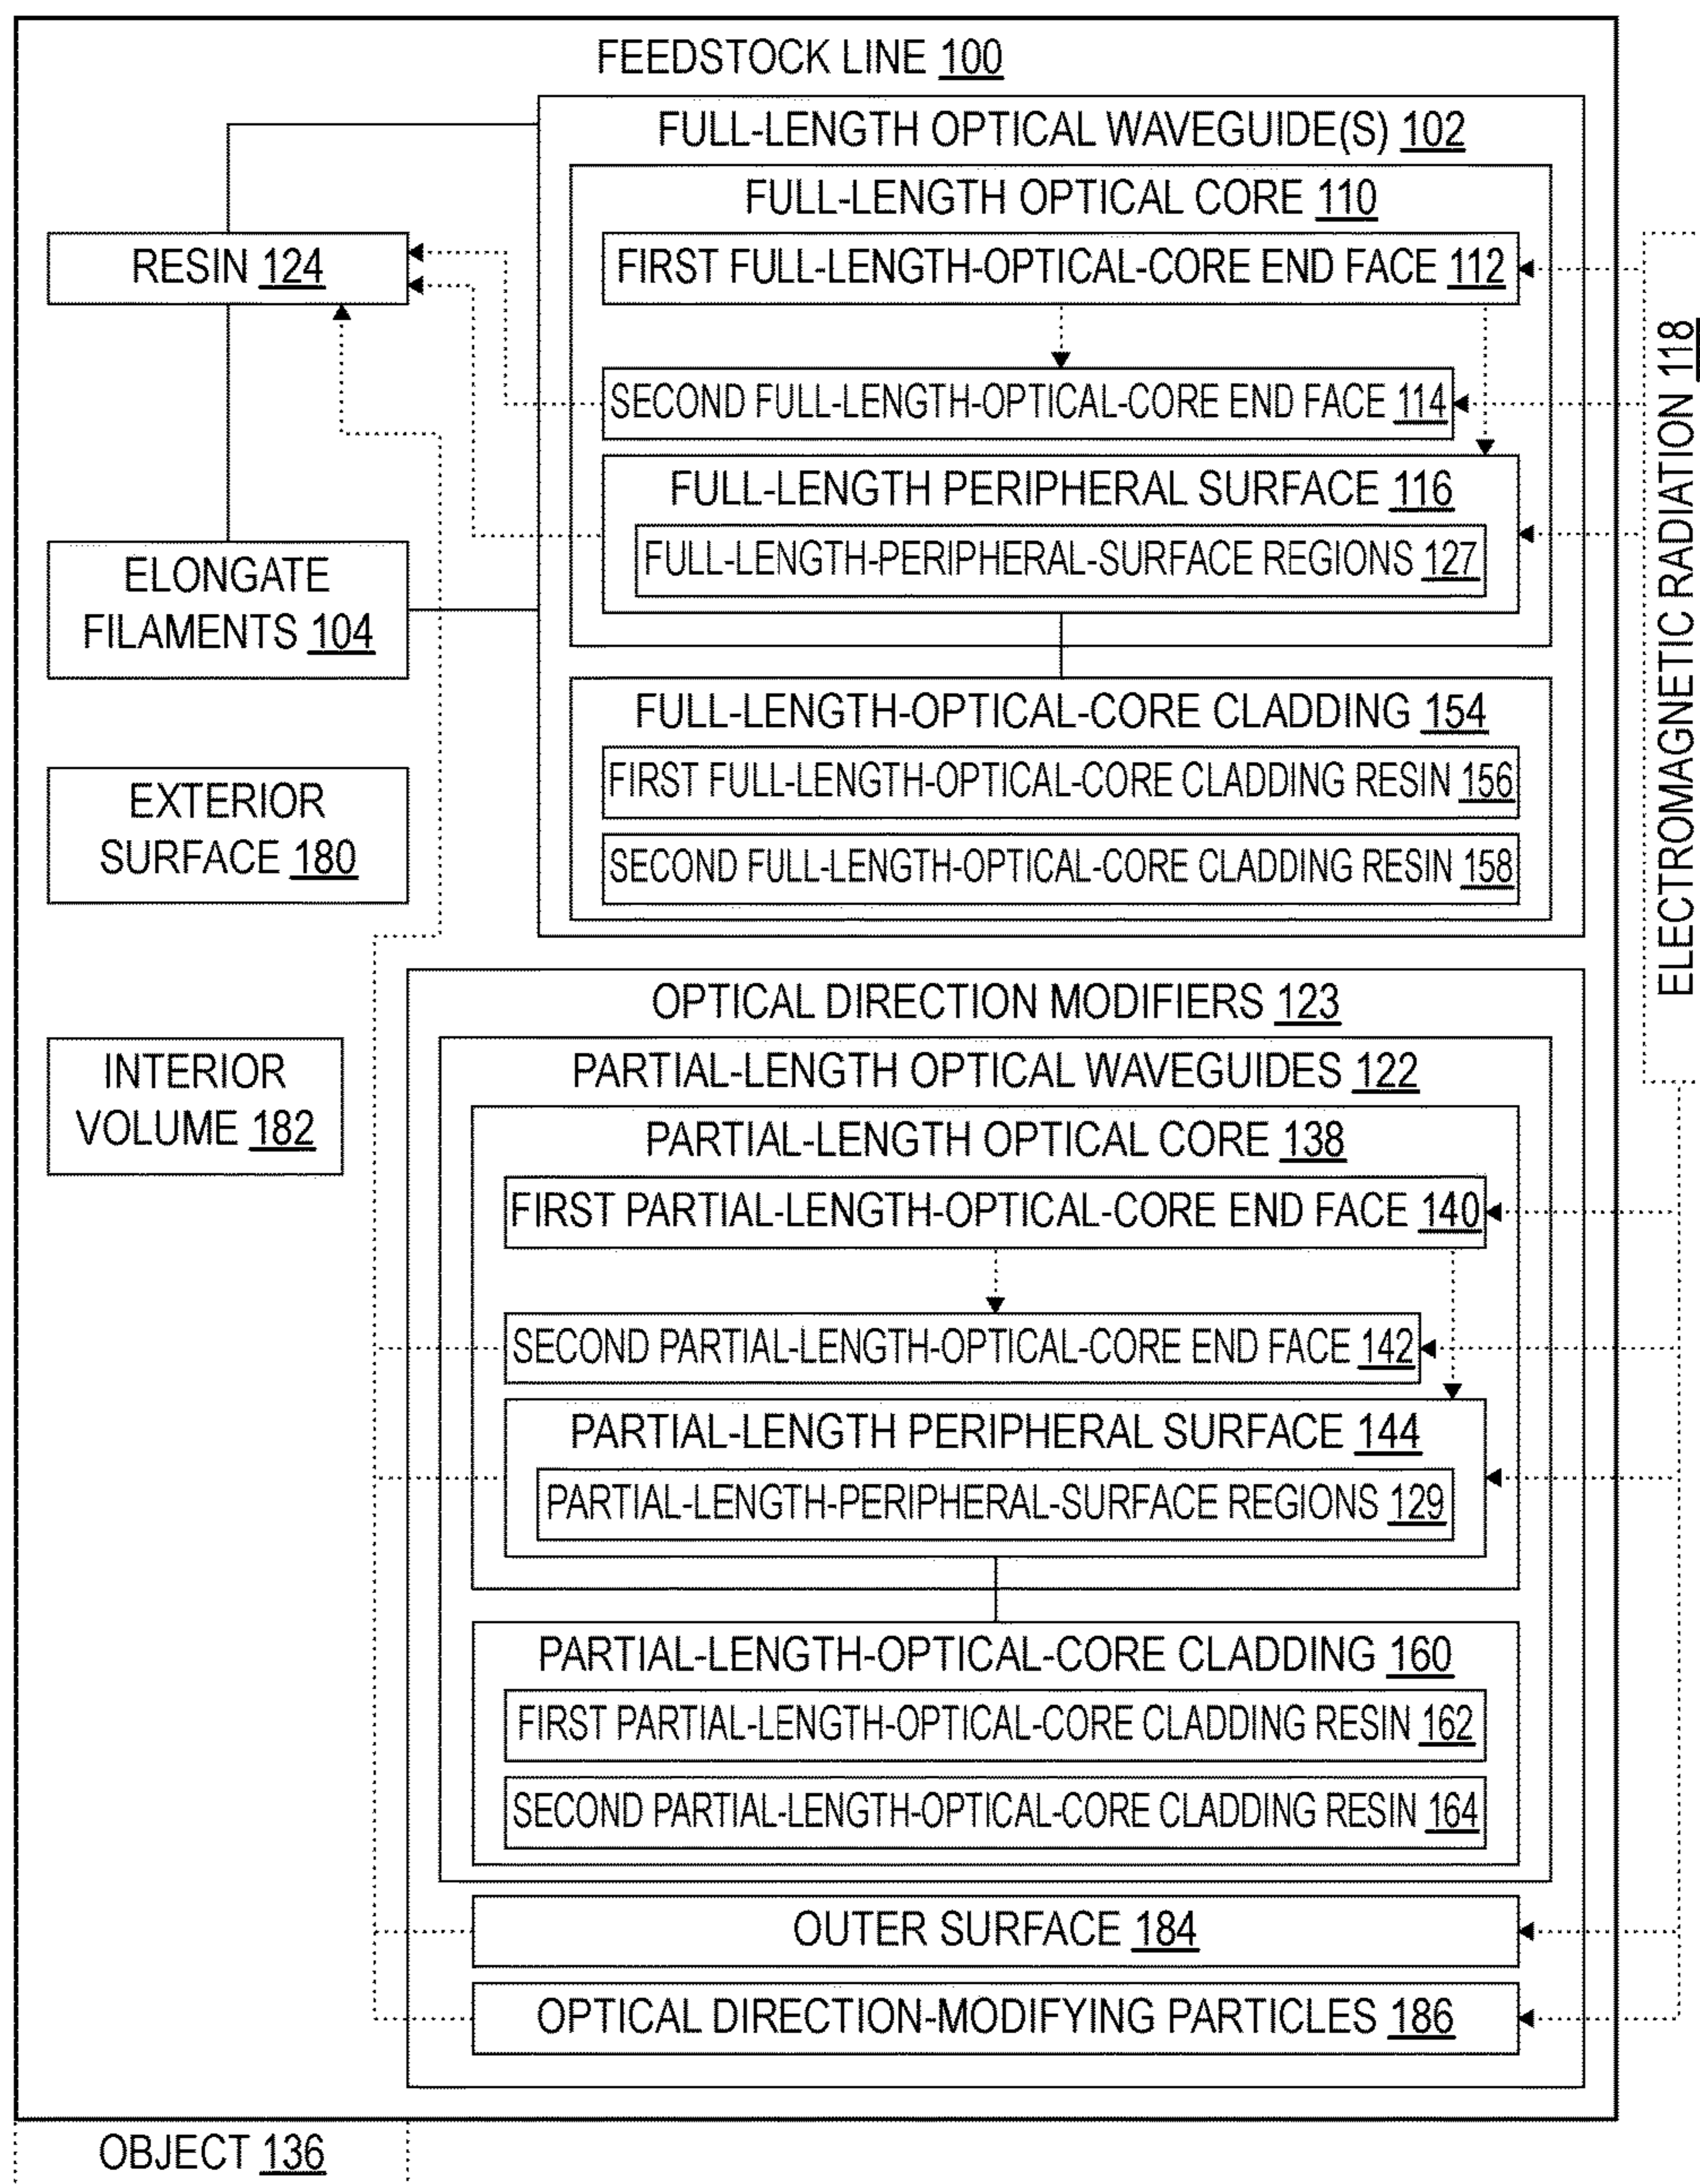 FEEDSTOCK LINE 100
FULL-LENGTH OPTICAL WAVEGUIDE(S) 102
FULL-LENGTH OPTICAL CORE 110
RESIN 124
FIRST FULL-LENGTH-OPTICAL-CORE END FACE 112
SECOND FULL-LENGTH-OPTICAL-CORE END FACE 114
FULL-LENGTH PERIPHERAL SURFACE 116
FULL-LENGTH-PERIPHERAL-SURFACE REGIONS 127
ELECTROMAGNETIC RADIATION 118
ELONGATE
FILAMENTS 104
FULL-LENGTH-OPTICAL-CORE CLADDING 154
FIRST FULL-LENGTH-OPTICAL-CORE CLADDING RESIN 156
SECOND FULL-LENGTH-OPTICAL-CORE CLADDING RESIN 158
EXTERIOR
SURFACE 180
OPTICAL DIRECTION MODIFIERS 123
INTERIOR
VOLUME 182
PARTIAL-LENGTH OPTICAL WAVEGUIDES 122
PARTIAL-LENGTH OPTICAL CORE 138
FIRST PARTIAL-LENGTH-OPTICAL-CORE END FACE 140
SECOND PARTIAL-LENGTH-OPTICAL-CORE END FACE 142
PARTIAL-LENGTH PERIPHERAL SURFACE 144
PARTIAL-LENGTH-PERIPHERAL-SURFACE REGIONS 129
PARTIAL-LENGTH-OPTICAL-CORE CLADDING 160
FIRST PARTIAL-LENGTH-OPTICAL-CORE CLADDING RESIN 162
SECOND PARTIAL-LENGTH-OPTICAL-CORE CLADDING RESIN 164
OUTER SURFACE 184
OPTICAL DIRECTION-MODIFYING PARTICLES 186
OBJECT 136